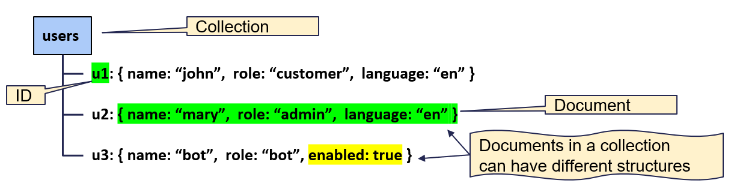 Collection
users
u1: { name: “john”, role: “customer”, language: “en” }
ID
u2: { name: “mary”, role: “admin”, language: “en” }
Document
u3: { name: “bot”, role: “bot”, enabled: true }
Documents in a collection
can have different structures